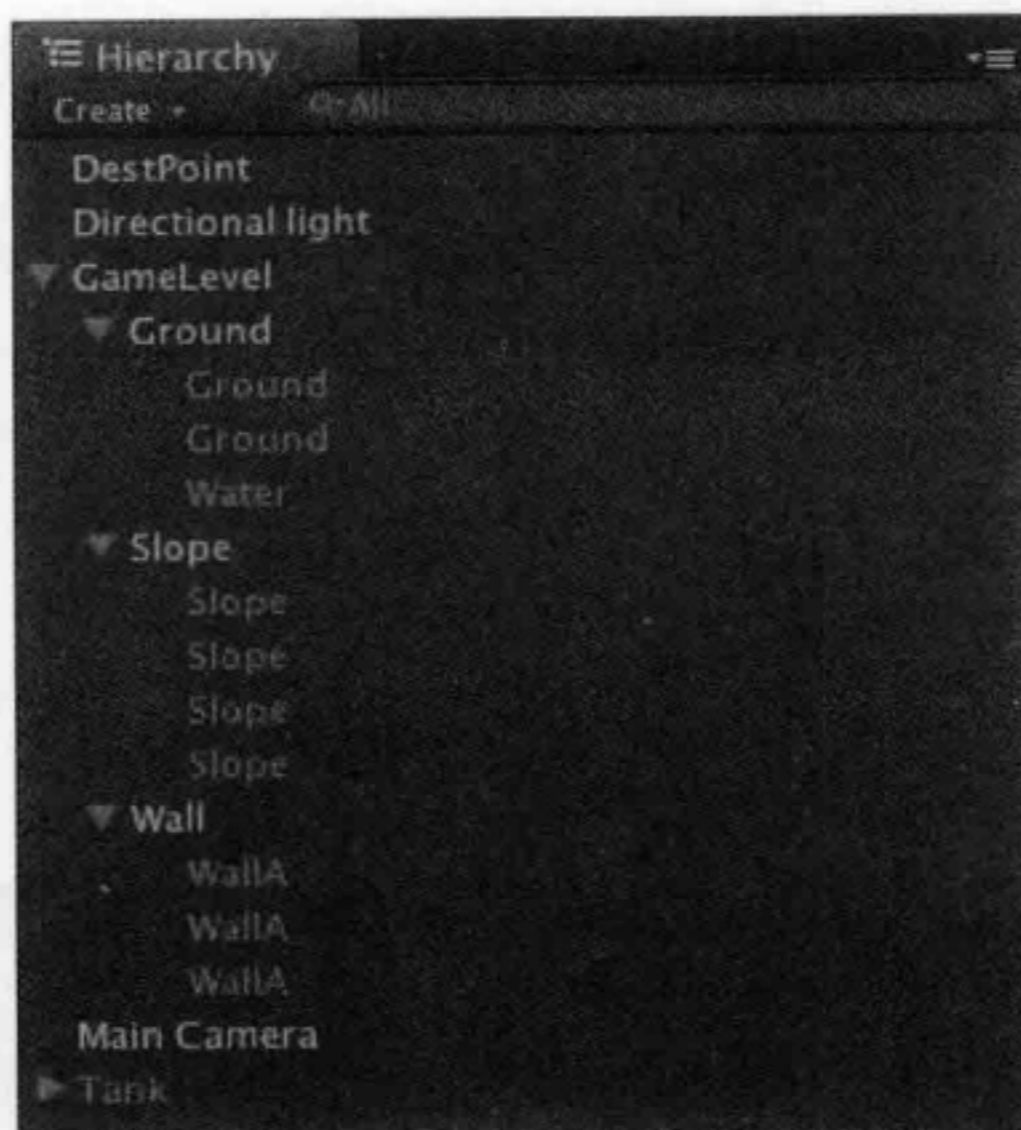 Hierarchy
Create
All
DestPoint
Directional light
GameLevel
Ground
Ground
Ground
Water
Slope
Slope
Slope
Slope
Slope
Wall
WallA
WallA
WallA
Main Camera
Tank